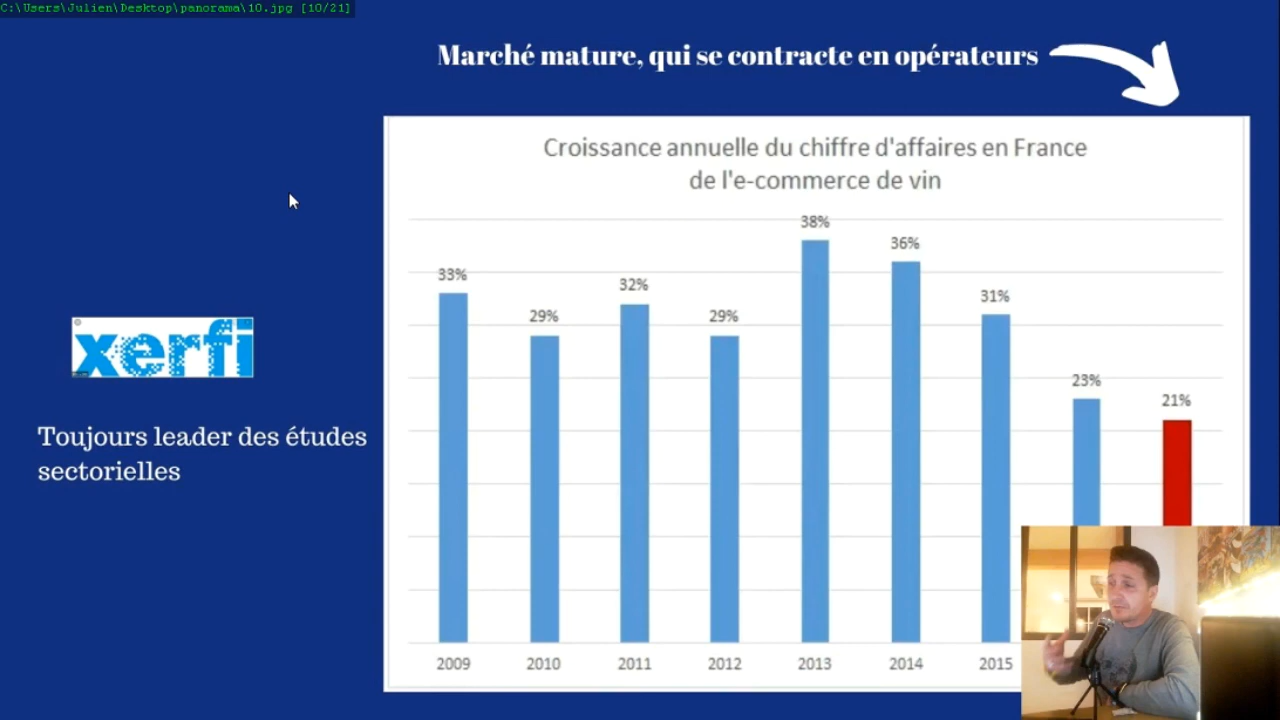 C:\Users\Julien\Desktop\panorama\10.jpg [10/21]
Marché mature, qui se contracte en opérateurs
Croissance annuelle du chiffre d'affaires en France
de l'e-commerce de vin
38%
36%
33%
32%
31%
29%
29%
23%
21%
xerfi
Toujours leader des études
sectorielles
2009
2010
2011
2012
2013
2014
2015